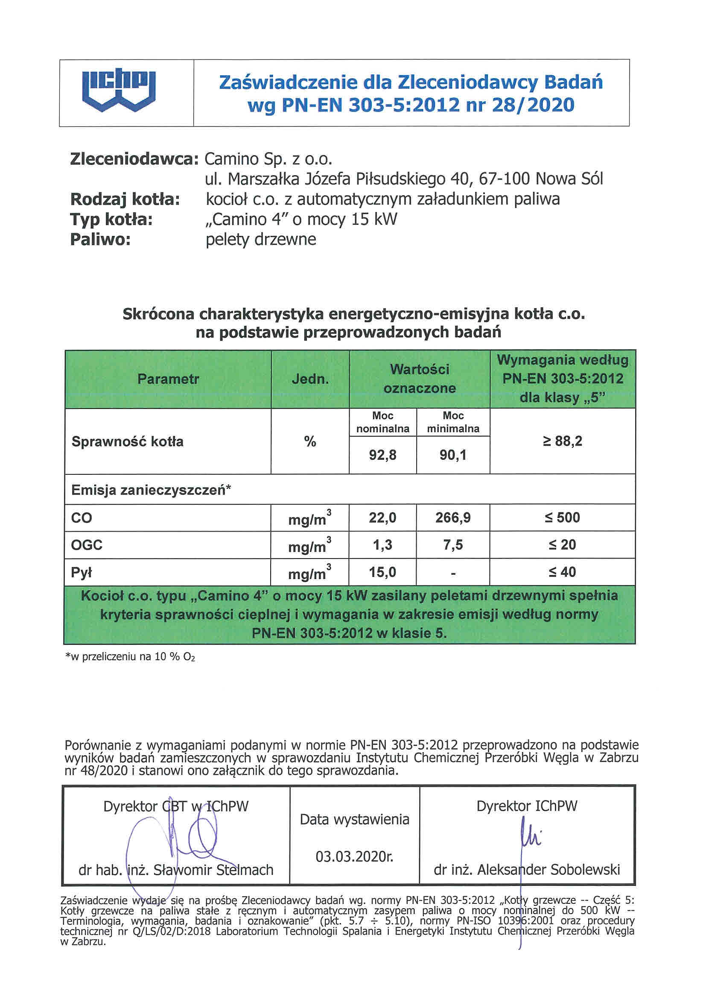 IChPW
Zaświadczenie dla Zleceniodawcy Badań
wg PN-EN 303-5:2012 nr 28/2020
Zleceniodawca: Camino Sp. z o.o.
ul. Marszałka Józefa Piłsudskiego 40, 67-100 Nowa Sól
Rodzaj kotła: kocioł c.o. z automatycznym załadunkiem paliwa
Typ kotła: „Camino 4” o mocy 15 kW
Paliwo: pelety drzewne
Skrócona charakterystyka energetyczno-emisyjna kotła c.o.
na podstawie przeprowadzonych badań
Parametr Jedn. Wartości oznaczone Wymagania według PN-EN 303-5:2012 dla klasy „5”
Moc nominalna Moc minimalna
Sprawność kotła % 92,8 90,1 ≥ 88,2
Emisja zanieczyszczeń*
CO mg/m³ 22,0 266,9 ≤ 500
OGC mg/m³ 1,3 7,5 ≤ 20
Pył mg/m³ 15,0 - ≤ 40
Kocioł c.o. typu „Camino 4” o mocy 15 kW zasilany peletami drzewnymi spełnia
kryteria sprawności cieplnej i wymagania w zakresie emisji według normy
PN-EN 303-5:2012 w klasie 5.
*w przeliczeniu na 10 % O₂
Porównanie z wymaganiami podanymi w normie PN-EN 303-5:2012 przeprowadzono na podstawie
wyników badań zamieszczonych w sprawozdaniu Instytutu Chemicznej Przeróbki Węgla w Zabrzu
nr 48/2020 i stanowi ono załącznik do tego sprawozdania.
Dyrektor CBT w IChPW
dr hab. inż. Sławomir Stelmach
Data wystawienia
03.03.2020r.
Dyrektor IChPW
dr inż. Aleksander Sobolewski
Zaświadczenie wydaje się na prośbę Zleceniodawcy badań wg. normy PN-EN 303-5:2012 „Kotły grzewcze -- Część 5:
Kotły grzewcze na paliwa stałe z ręcznym i automatycznym zasypem paliwa o mocy nominalnej do 500 kW --
Terminologia, wymagania, badania i oznakowanie” (pkt. 5.7 ÷ 5.10), normy PN-ISO 10396:2001 oraz procedury
technicznej nr Q/LS/02/D:2018 Laboratorium Technologii Spalania i Energetyki Instytutu Chemicznej Przeróbki Węgla
w Zabrzu.